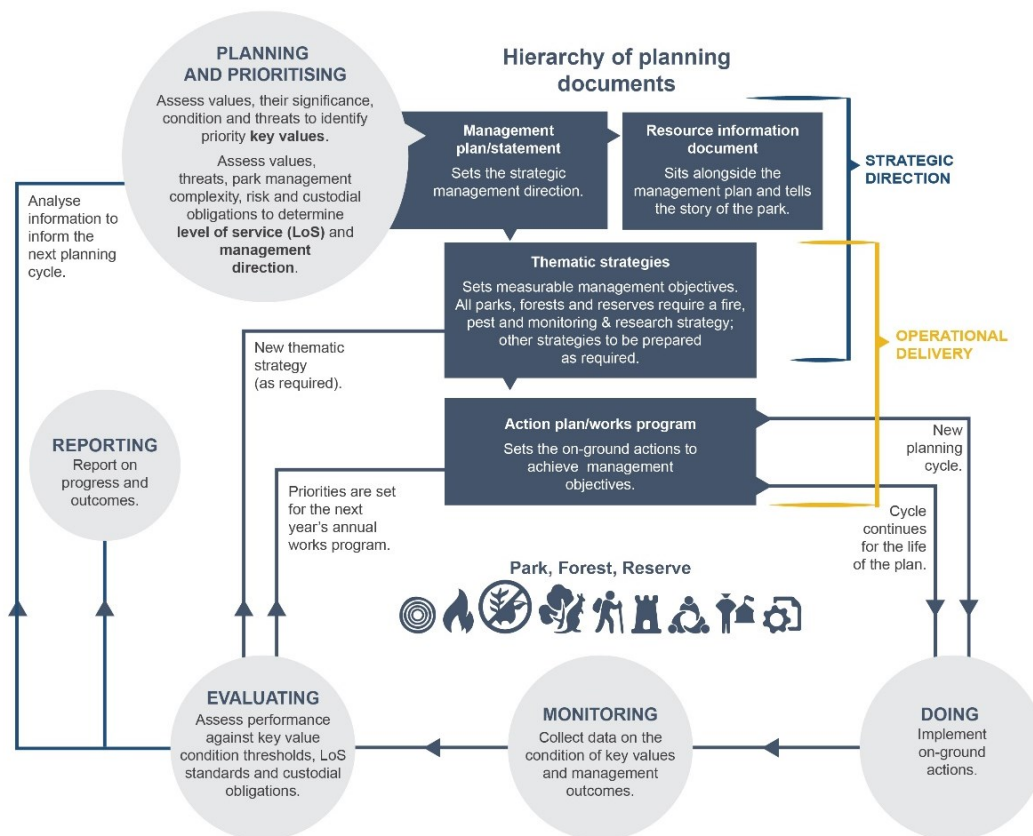 PLANNING
AND PRIORITISING
Assess values, their significance,
condition and threats to identify
priority key values.
Assess values,
threats, park management
complexity, risk and custodial
obligations to determine
level of service (LoS) and
management
direction.
Hierarchy of planning
documents
Management
plan/statement
Sets the strategic
management direction.
Resource information
document
Sits alongside the
management plan and tells
the story of the park.
STRATEGIC
DIRECTION
Analyse
information to
inform the
next planning
cycle.
Thematic strategies
Sets measurable management objectives.
All parks, forests and reserves require a fire,
pest and monitoring & research strategy;
other strategies to be prepared
as required.
OPERATIONAL
DELIVERY
New thematic
strategy
(as required).
Action plan/works program
Sets the on-ground actions to
achieve management
objectives.
New
planning
cycle.
REPORTING
Report on
progress and
outcomes.
Priorities are set
for the next
year's annual
works program.
Cycle
continues
for the life
of the plan.
Park, Forest, Reserve
EVALUATING
Assess performance
against key value
condition thresholds, LoS
standards and custodial
obligations.
MONITORING
Collect data on the
condition of key values
and management
outcomes.
DOING
Implement
on-ground
actions.